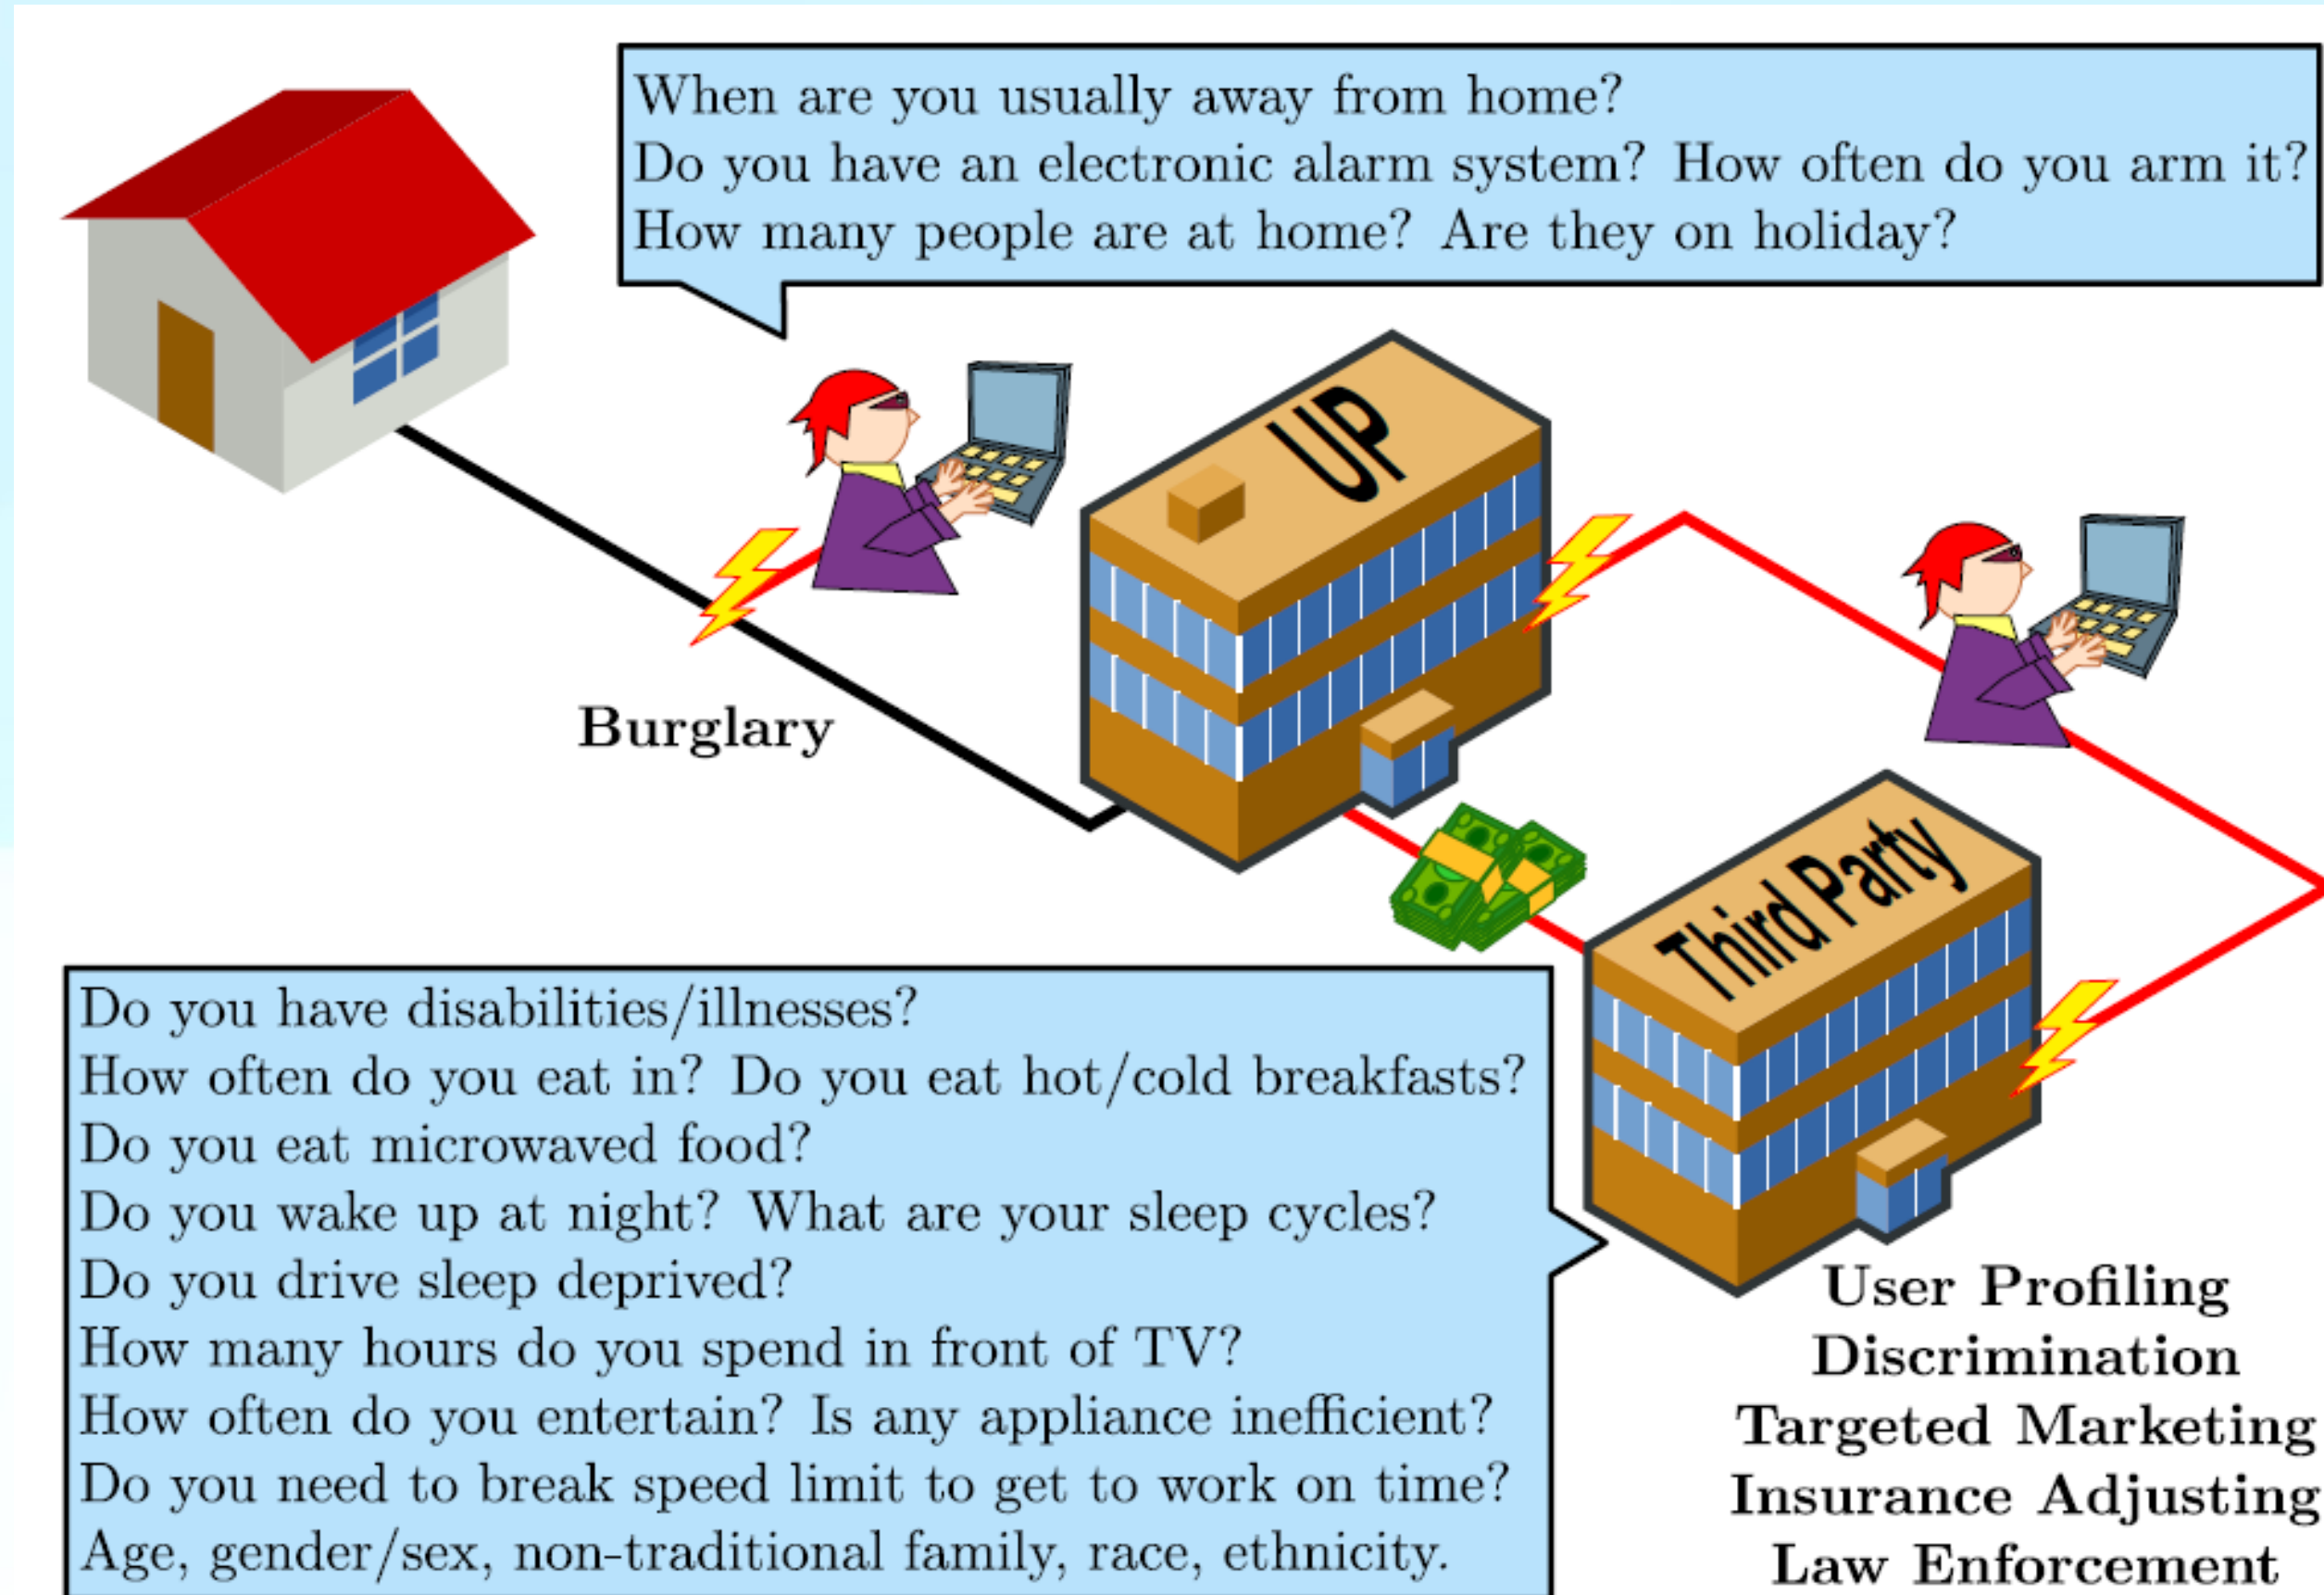 When are you usually away from home?
Do you have an electronic alarm system? How often do you arm it?
How many people are at home? Are they on holiday?
UP
Burglary
Third Party
Do you have disabilities/illnesses?
How often do you eat in? Do you eat hot/cold breakfasts?
Do you eat microwaved food?
Do you wake up at night? What are your sleep cycles?
Do you drive sleep deprived?
How many hours do you spend in front of TV?
How often do you entertain? Is any appliance inefficient?
Do you need to break speed limit to get to work on time?
Age, gender/sex, non-traditional family, race, ethnicity.
User Profiling
Discrimination
Targeted Marketing
Insurance Adjusting
Law Enforcement